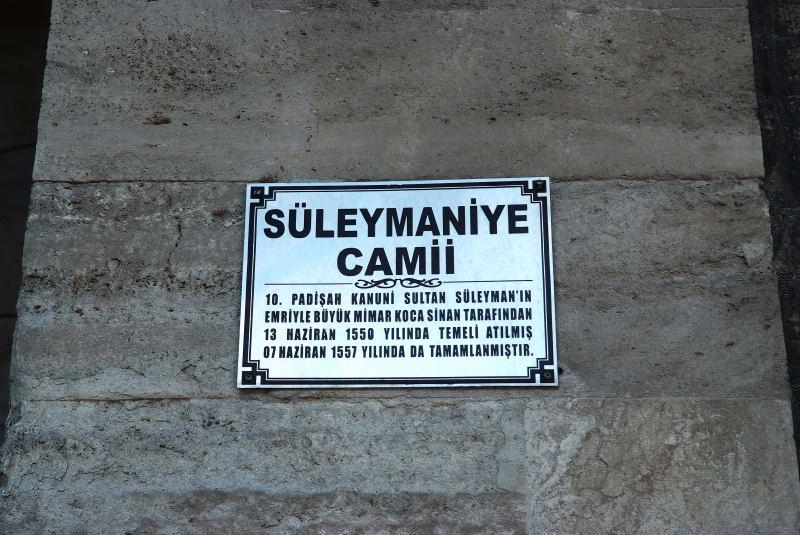 SÜLEYMANİYE
CAMİİ
10. PADİŞAH KANUNİ SULTAN SÜLEYMAN'IN
EMRİYLE BÜYÜK MİMAR KOCA SİNAN TARAFINDAN
13 HAZİRAN 1550 YILINDA TEMELİ ATILMIŞ
07 HAZİRAN 1557 YILINDA DA TAMAMLANMIŞTIR.